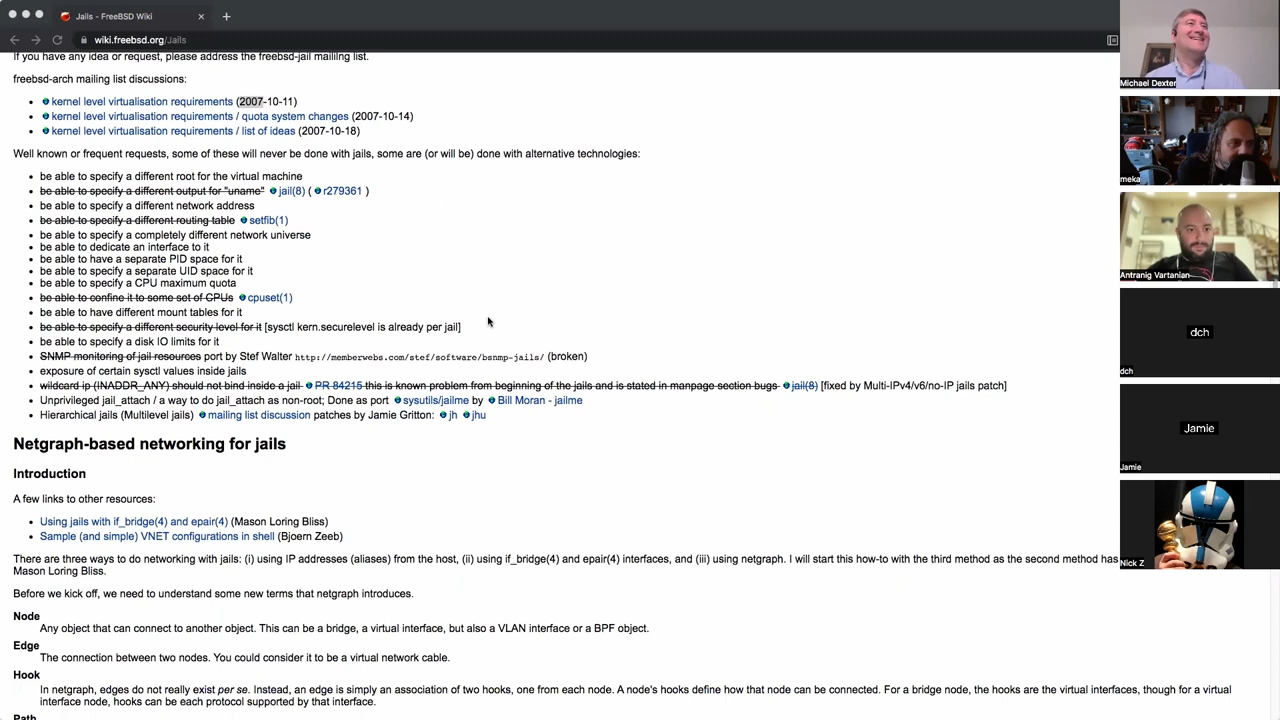 Jails - FreeBSD Wiki
wiki.freebsd.org/Jails
If you have any idea or request, please address the freebsd-jail mailling list.
freebsd-arch mailing list discussions:
kernel level virtualisation requirements (2007-10-11)
kernel level virtualisation requirements / quota system changes (2007-10-14)
kernel level virtualisation requirements / list of ideas (2007-10-18)
Well known or frequent requests, some of these will never be done with jails, some are (or will be) done with alternative technologies:
be able to specify a different root for the virtual machine
be able to specify a different output for "uname" jail(8) ( r279361 )
be able to specify a different network address
be able to specify a different routing table setfib(1)
be able to specify a completely different network universe
be able to dedicate an interface to it
be able to have a separate PID space for it
be able to specify a separate UID space for it
be able to specify a CPU maximum quota
be able to confine it to some set of CPUs cpuset(1)
be able to have different mount tables for it
be able to specify a different security level for it [sysctl kern.securelevel is already per jail]
be able to specify a disk IO limits for it
SNMP monitoring of jail resources port by Stef Walter http://memberwebs.com/stef/software/bsnmp-jails/ (broken)
exposure of certain sysctl values inside jails
wildcard ip (INADDR_ANY) should not bind inside a jail PR 84215 this is known problem from beginning of the jails and is stated in manpage section bugs jail(8) [fixed by Multi-IPv4/v6/no-IP jails patch]
Unprivileged jail_attach / a way to do jail_attach as non-root; Done as port sysutils/jailme by Bill Moran - jailme
Hierarchical jails (Multilevel jails) mailing list discussion patches by Jamie Gritton: jh jhu
Netgraph-based networking for jails
Introduction
A few links to other resources:
Using jails with if_bridge(4) and epair(4) (Mason Loring Bliss)
Sample (and simple) VNET configurations in shell (Bjoern Zeeb)
There are three ways to do networking with jails: (i) using IP addresses (aliases) from the host, (ii) using if_bridge(4) and epair(4) interfaces, and (iii) using netgraph. I will start this how-to with the third method as the second method has
Mason Loring Bliss.
Before we kick off, we need to understand some new terms that netgraph introduces.
Node
Any object that can connect to another object. This can be a bridge, a virtual interface, but also a VLAN interface or a BPF object.
Edge
The connection between two nodes. You could consider it to be a virtual network cable.
Hook
In netgraph, edges do not really exist per se. Instead, an edge is simply an association of two hooks, one from each node. A node's hooks define how that node can be connected. For a bridge node, the hooks are the virtual interfaces, though for a virtual
interface node, hooks can be each protocol supported by that interface.
Path
Michael Dexter
meka
Antranig Vartanian
dch
dch
Jamie
Jamie
Nick Z